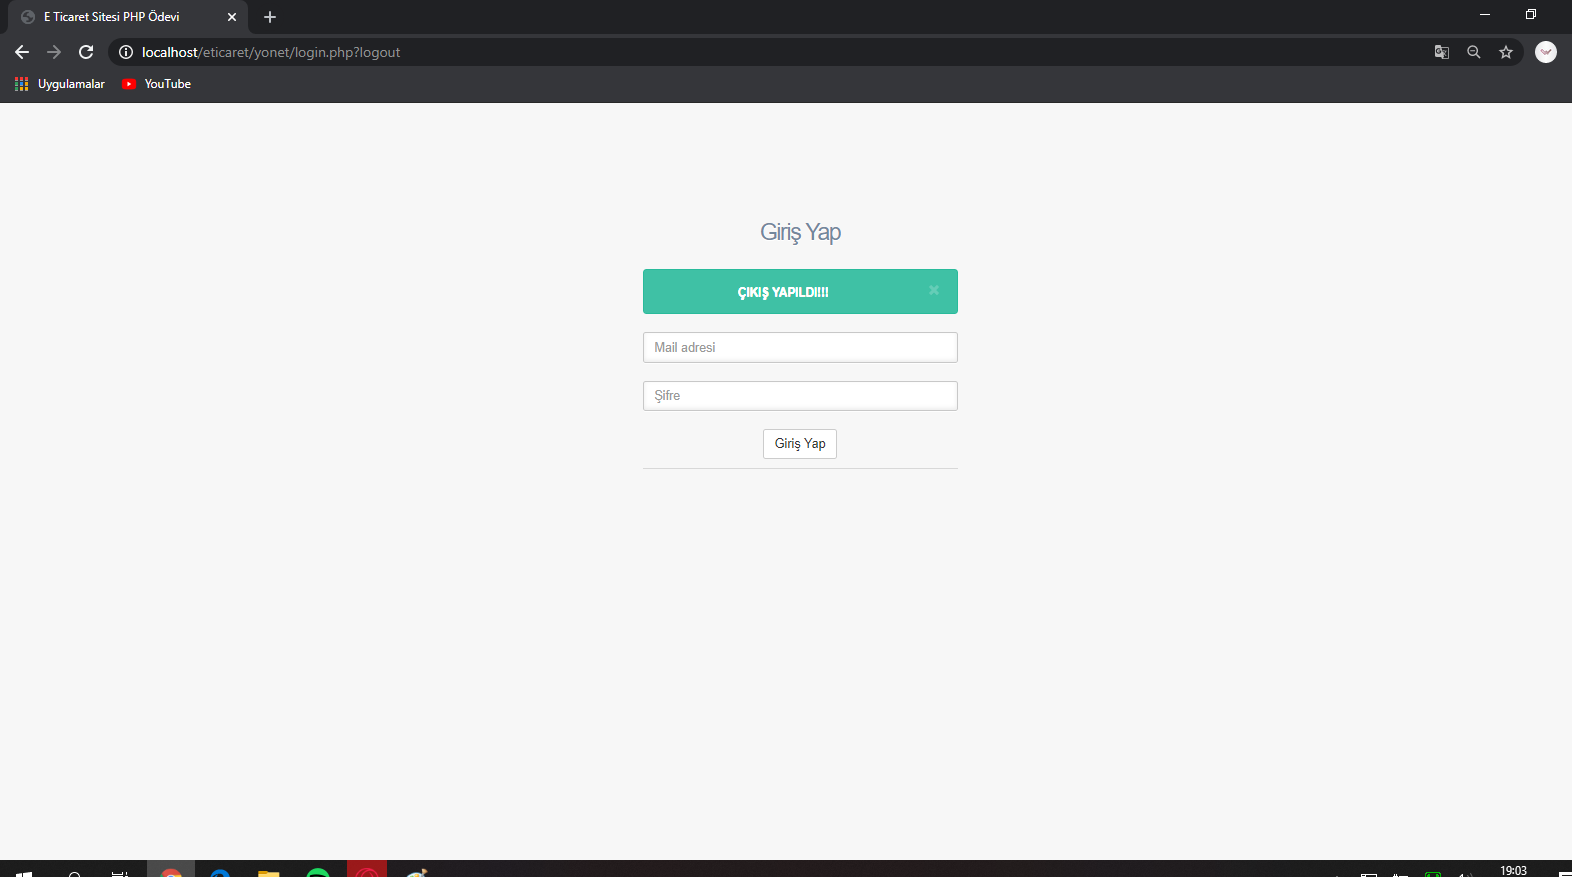 E Ticaret Sitesi PHP Ödevi
localhost/eticaret/yonet/login.php?logout
Uygulamalar
YouTube
Giriş Yap
ÇIKIŞ YAPILDI!!!!
Mail adresi
Şifre
Giriş Yap
19:03